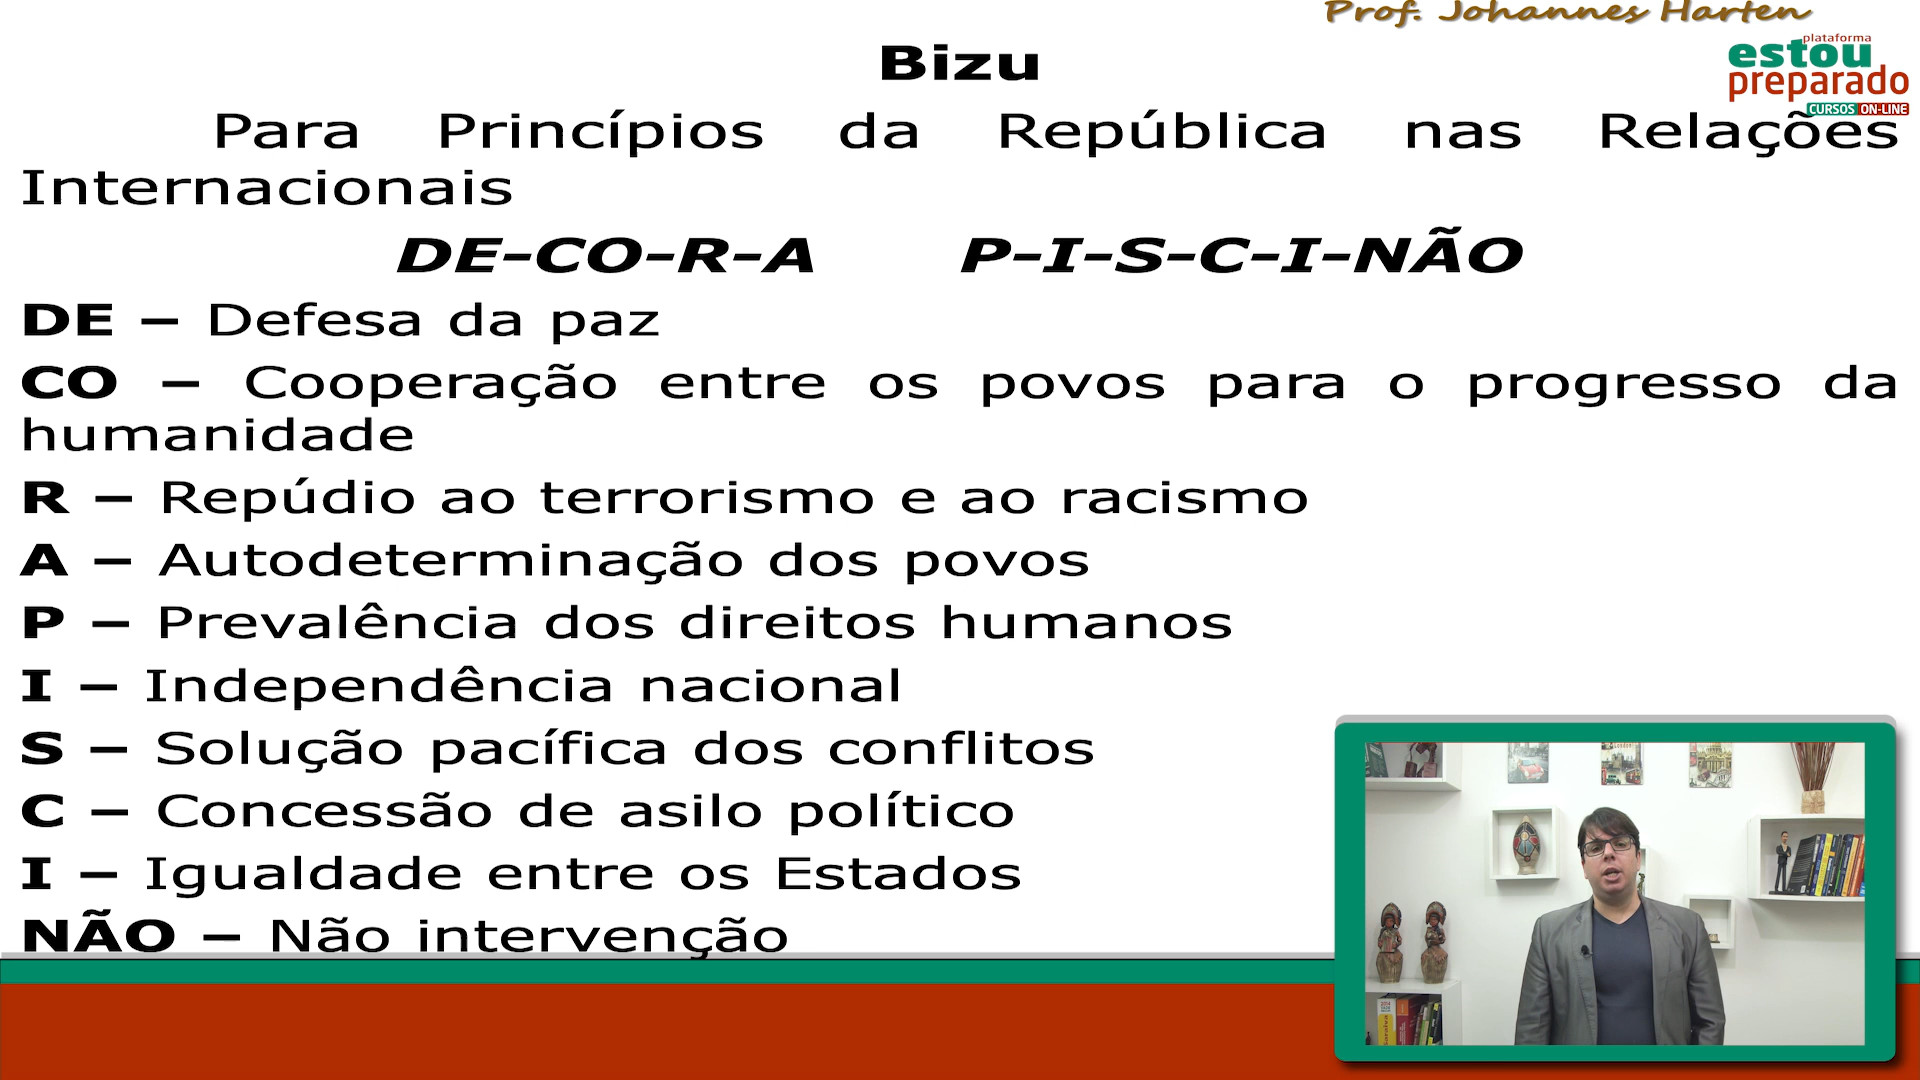 Prof. Johannes Harten
plataforma
estou
preparado
CURSOS ON-LINE
Bizu
Para Princípios da República nas Relações
Internacionais
DE–CO–R–A P–I–S–C–I–NÃO
DE – Defesa da paz
CO – Cooperação entre os povos para o progresso da
humanidade
R – Repúdio ao terrorismo e ao racismo
A – Autodeterminação dos povos
P – Prevalência dos direitos humanos
I – Independência nacional
S – Solução pacífica dos conflitos
C – Concessão de asilo político
I – Igualdade entre os Estados
NÃO – Não intervenção